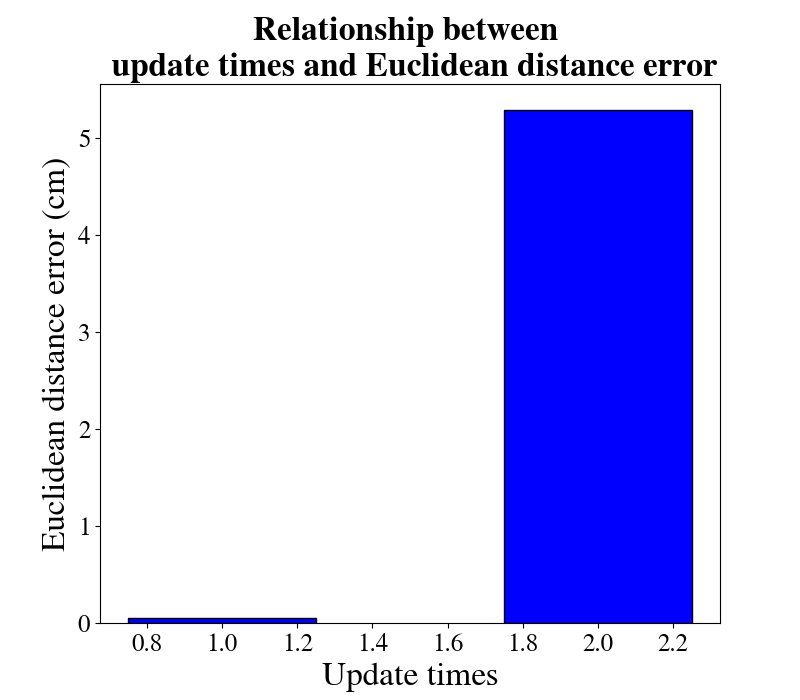 Relationship between
update times and Euclidean distance error
Euclidean distance error (cm)
5
4
3
2
1
0
0.8 1.0 1.2 1.4 1.6 1.8 2.0 2.2
Update times